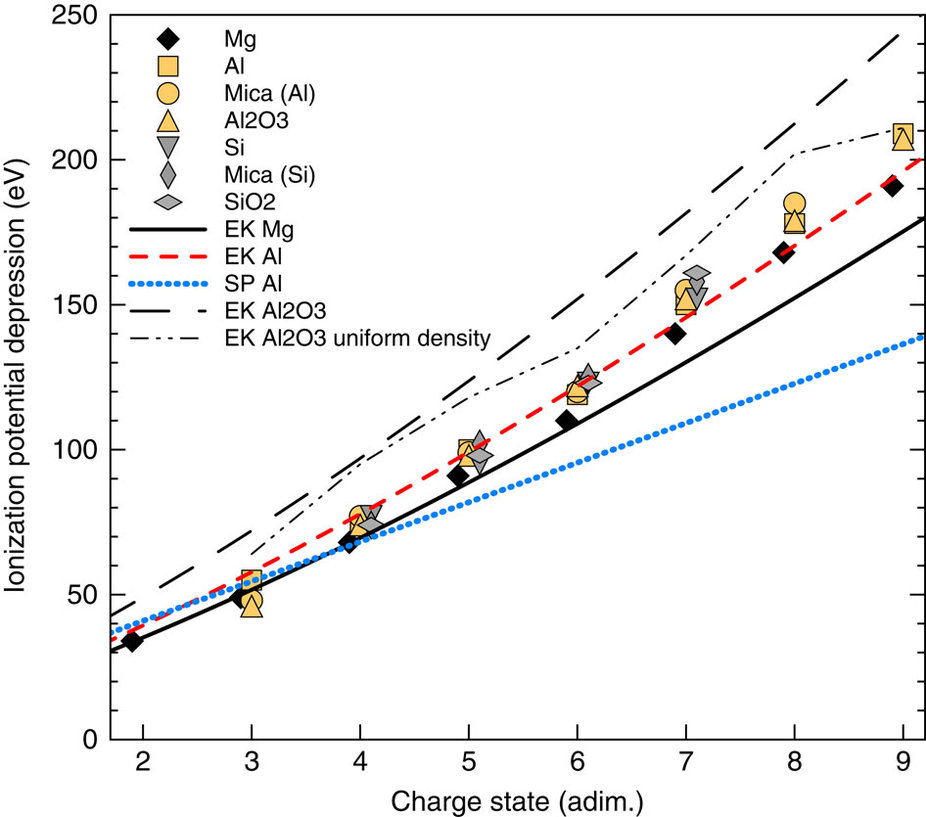 250
200
150
100
50
0
Ionization potential depression (eV)
Mg
Al
Mica (Al)
Al2O3
Si
Mica (Si)
SiO2
EK Mg
EK Al
SP Al
EK Al2O3
EK Al2O3 uniform density
2 3 4 5 6 7 8 9
Charge state (adim.)